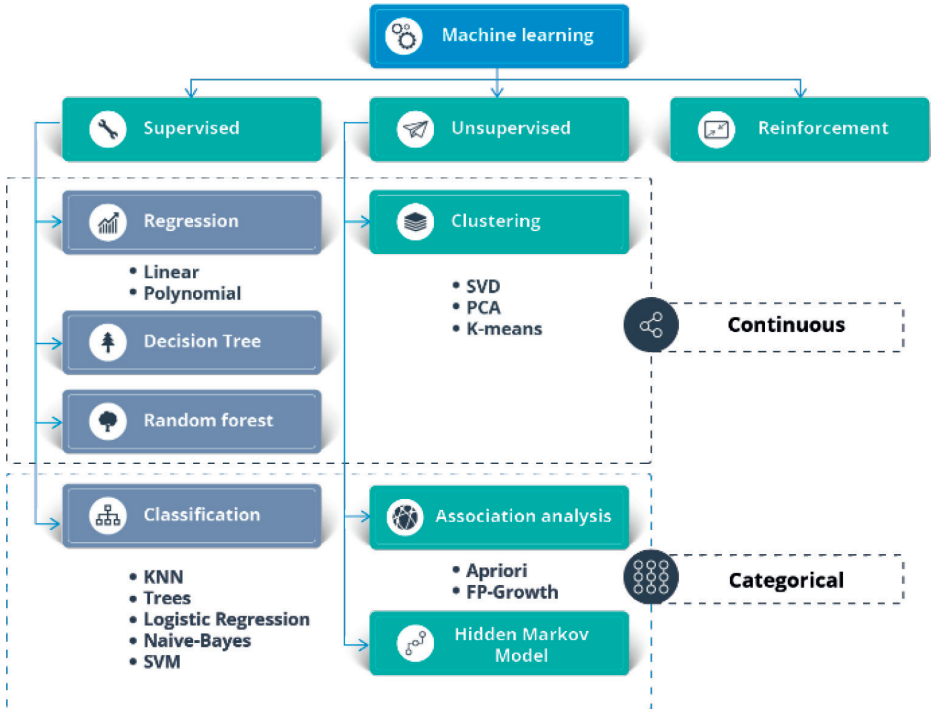 Machine learning
Supervised
Unsupervised
Reinforcement
Regression
• Linear
• Polynomial
Decision Tree
Random forest
Clustering
• SVD
• PCA
• K-means
Continuous
Classification
• KNN
• Trees
• Logistic Regression
• Naive-Bayes
• SVM
Association analysis
• Apriori
• FP-Growth
Hidden Markov
Model
Categorical